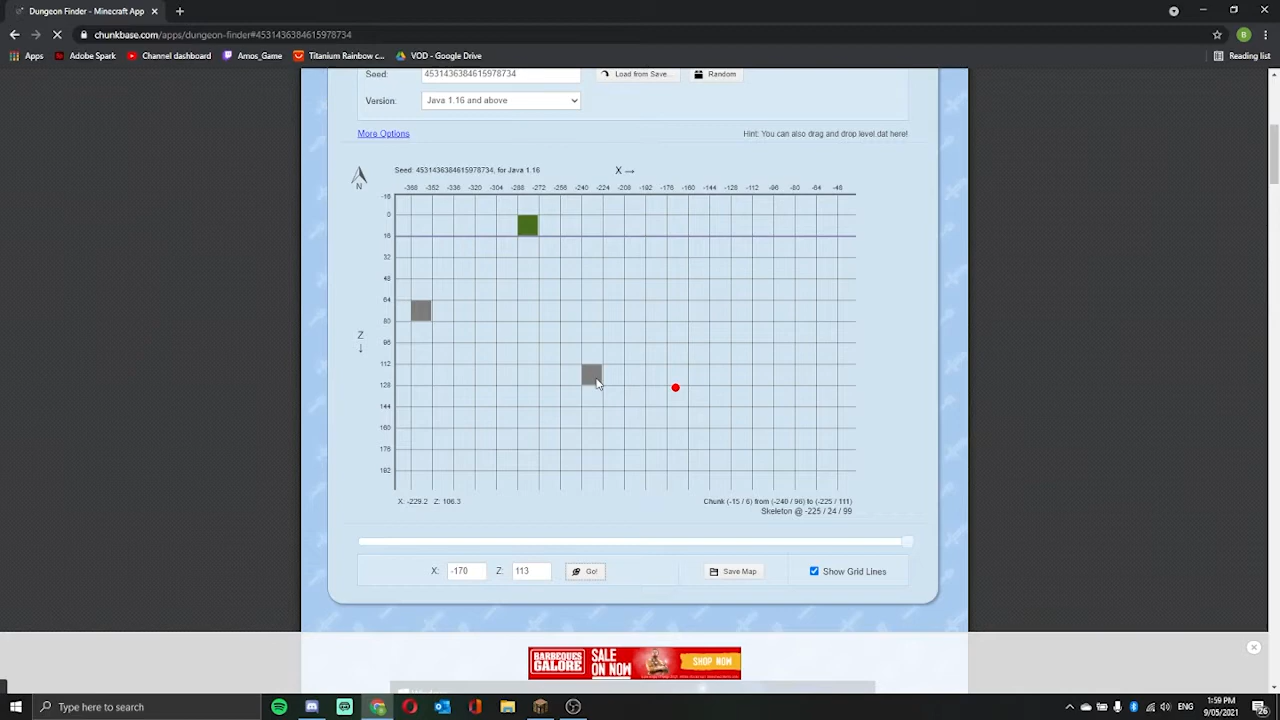 Dungeon Finder - Minecraft App
chunkbase.com/apps/dungeon-finder#4531436384615978734
Apps
Adobe Spark
Channel dashboard
Amos_Game
Titanium Rainbow c...
VOD - Google Drive
Reading list
Seed:
4531436384615978734
Load from Save...
Random
Version:
Java 1.16 and above
More Options
Hint: You can also drag and drop level.dat here!
Seed: 4531436384615978734, for Java 1.16
X →
N
-368 -352 -336 -320 -304 -288 -272 -256 -240 -224 -208 -192 -176 -160 -144 -128 -112 -96 -80 -64 -48
-16
0
16
32
48
64
80
96
112
128
144
160
176
192
Z
↓
X: -229.2 Z: 106.3
Chunk (-15 / 6) from (-240 / 96) to (-225 / 111)
Skeleton @ -225 / 24 / 99
X:
-170
Z:
113
Go!
Save Map
Show Grid Lines
BARBEQUES
GALORE
SALE
ON NOW
SHOP NOW
Type here to search
ENG
1:59 PM
9/05/2021